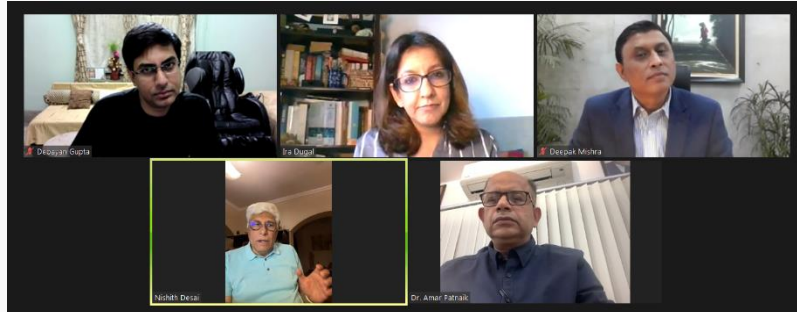 Debayan Gupta
Ira Dugal
Deepak Mishra
Nishith Desai
Dr. Amar Patnaik